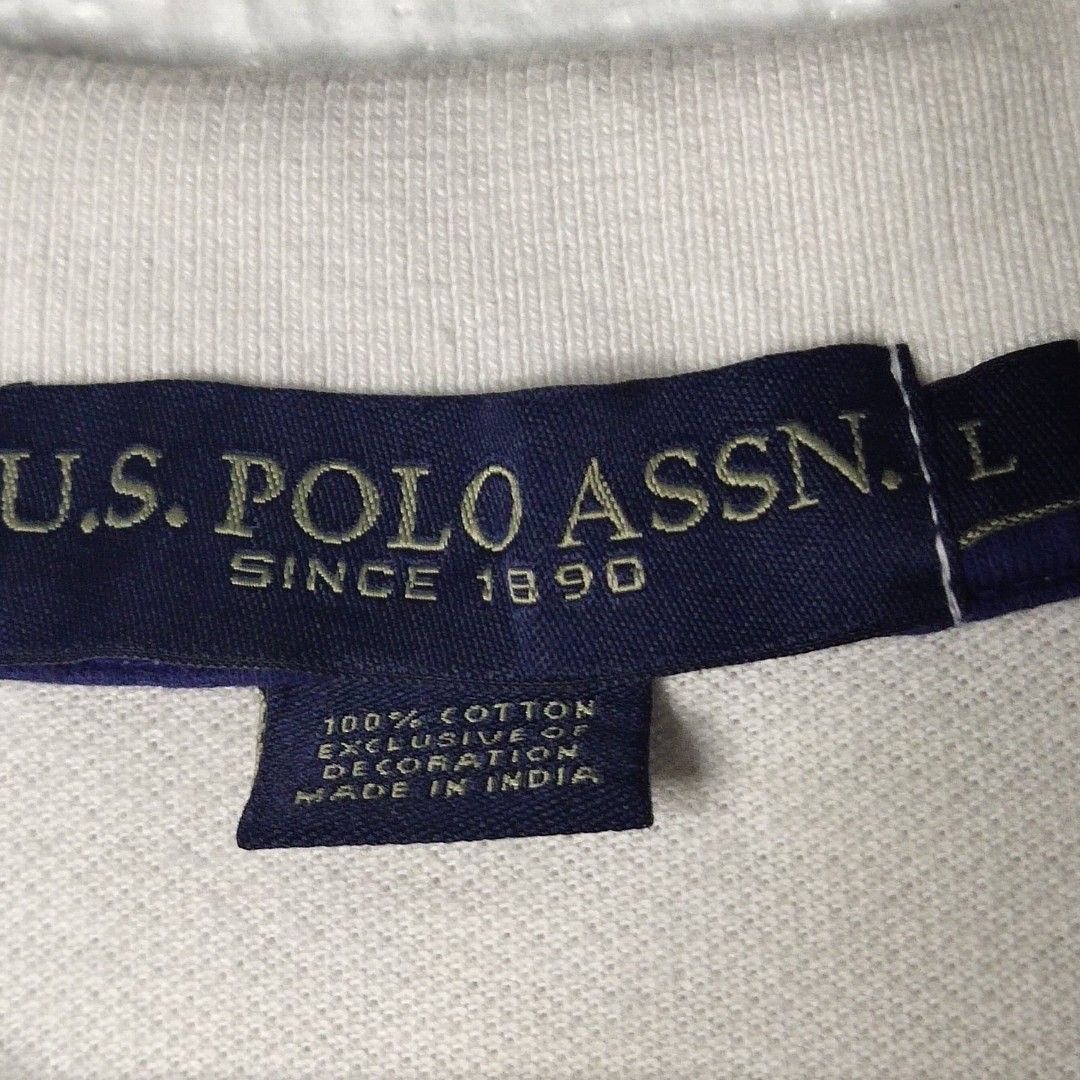 U.S. POLO ASSN.
SINCE 1890
L
100% COTTON
EXCLUSIVE OF
DECORATION
MADE IN INDIA